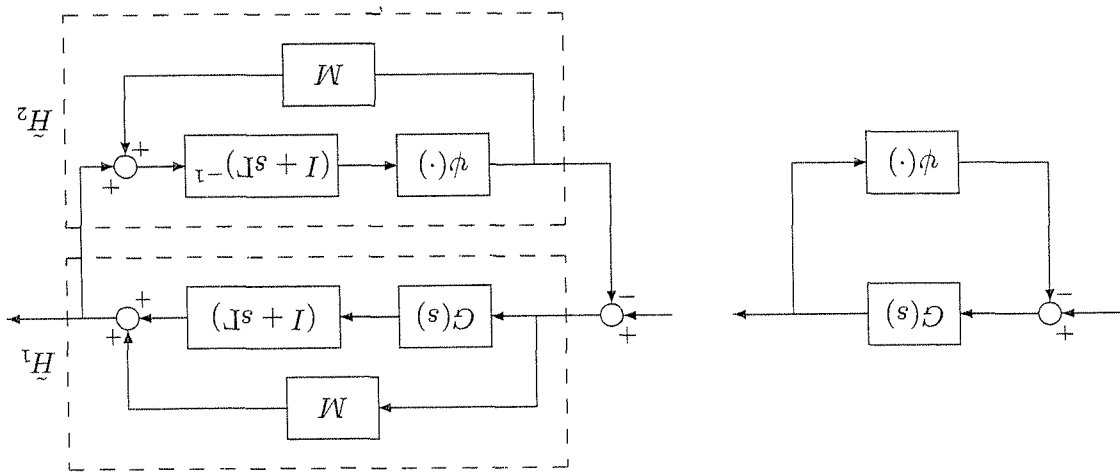 +
−
G(s)
ψ(·)
M
H̃₁
+
−
G(s)
(I + sΓ)
+
+
ψ(·)
(I + sΓ)⁻¹
+
+
H̃₂
M